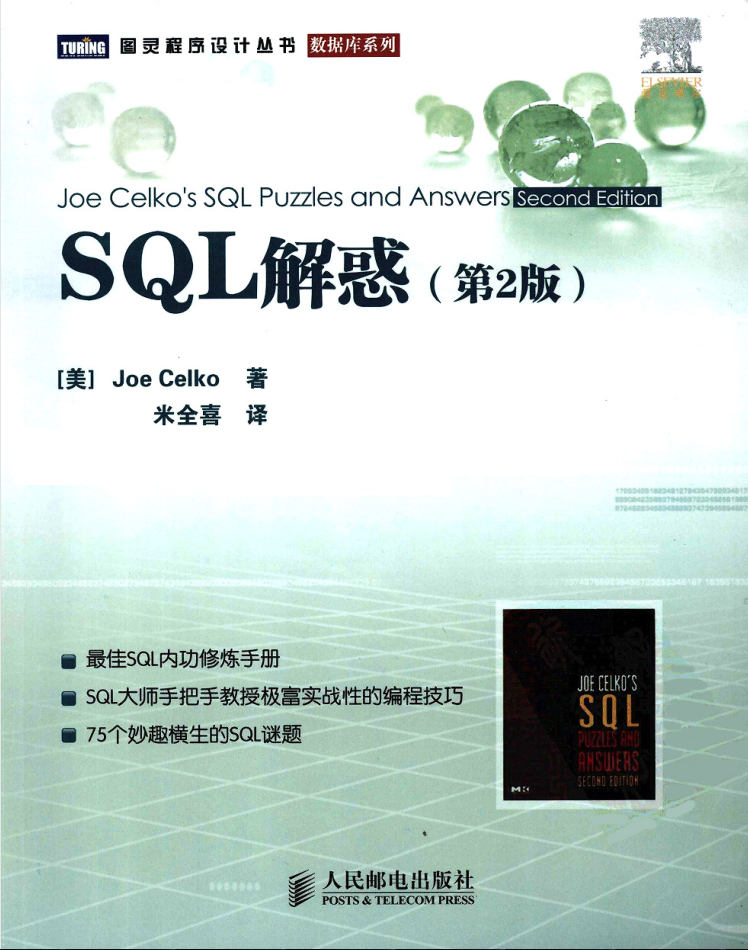 TURING 图灵程序设计丛书 数据库系列
ELSEVIER
Joe Celko's SQL Puzzles and Answers Second Edition
SQL解惑（第2版）
[美] Joe Celko 著
米全喜 译
最佳SQL内功修炼手册
SQL大师手把手教授极富实战性的编程技巧
75个妙趣横生的SQL谜题
JOE CELKO'S
SQL
PUZZLES AND
ANSWERS
SECOND EDITION
MK
人民邮电出版社
POSTS & TELECOM PRESS